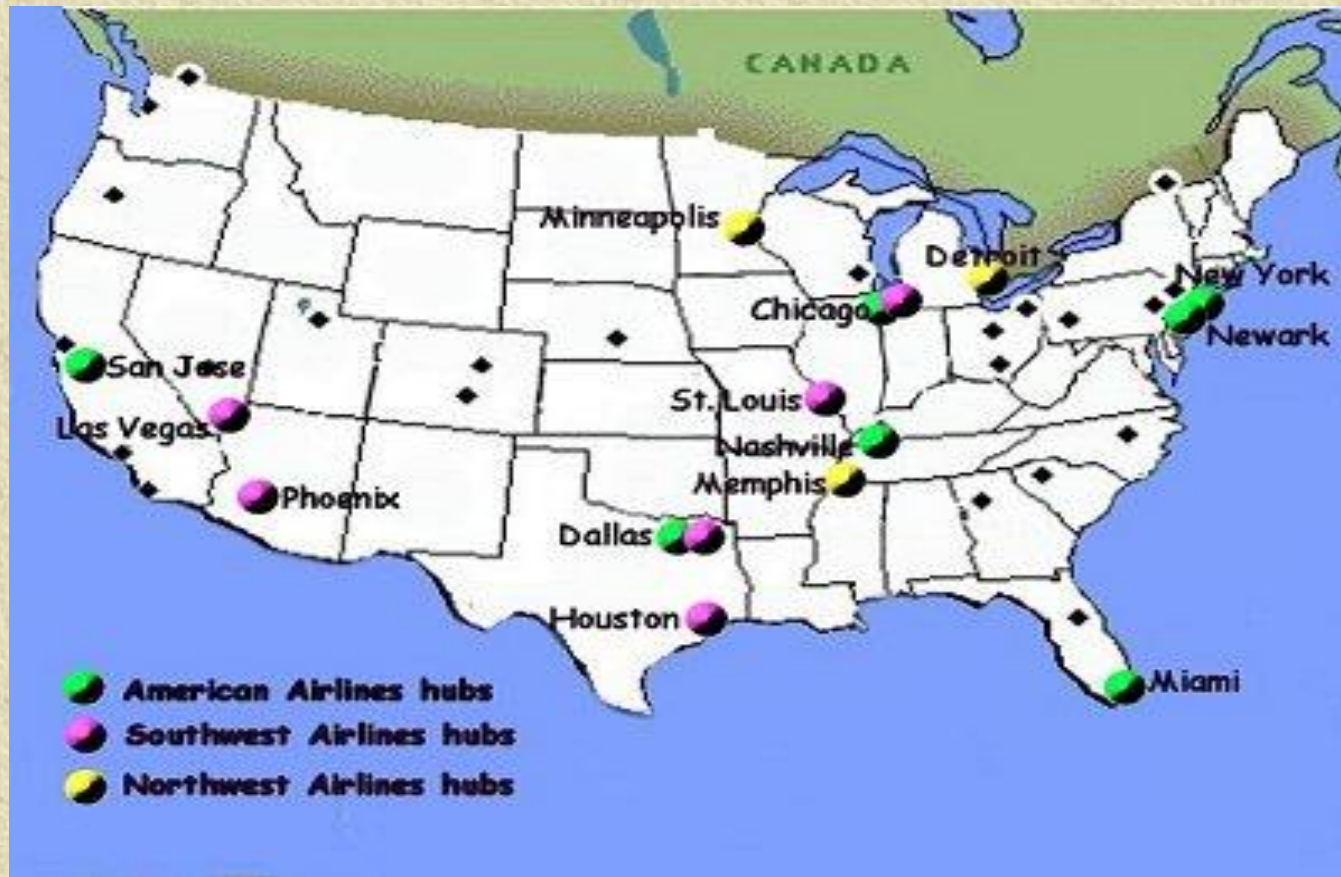 CANADA
Minneapolis
Detroit
New York
Chicago
Newark
San Jose
St. Louis
Las Vegas
Nashville
Memphis
Phoenix
Dallas
Houston
Miami
American Airlines hubs
Southwest Airlines hubs
Northwest Airlines hubs